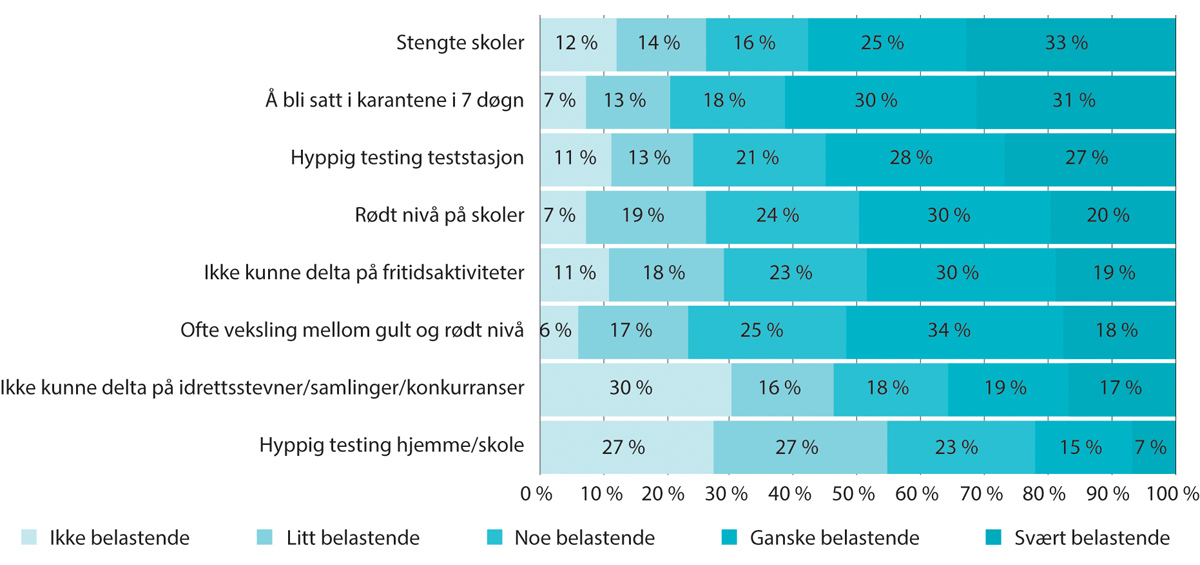 Stengte skoler 12 % 14 % 16 % 25 % 33 %
Å bli satt i karantene i 7 døgn 7 % 13 % 18 % 30 % 31 %
Hyppig testing teststasjon 11 % 13 % 21 % 28 % 27 %
Rødt nivå på skoler 7 % 19 % 24 % 30 % 20 %
Ikke kunne delta på fritidsaktiviteter 11 % 18 % 23 % 30 % 19 %
Ofte veksling mellom gult og rødt nivå 6 % 17 % 25 % 34 % 18 %
Ikke kunne delta på idrettsstevner/samlinger/konkurranser 30 % 16 % 18 % 19 % 17 %
Hyppig testing hjemme/skole 27 % 27 % 23 % 15 % 7 %
0 % 10 % 20 % 30 % 40 % 50 % 60 % 70 % 80 % 90 % 100 %
Ikke belastende Litt belastende Noe belastende Ganske belastende Svært belastende